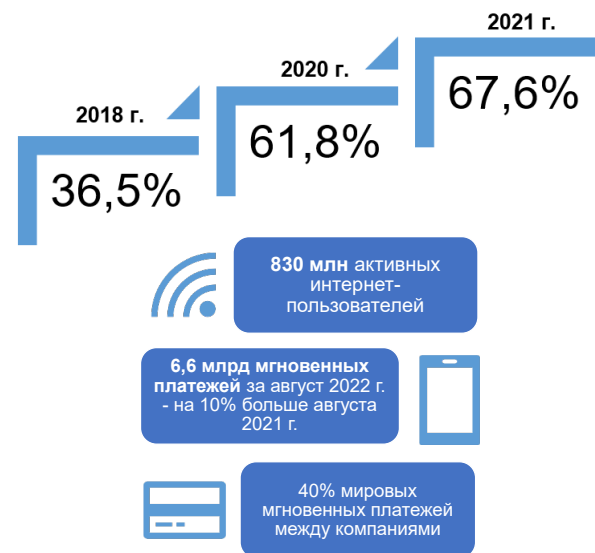 2018 г.
36,5%
2020 г.
61,8%
2021 г.
67,6%
830 млн активных
интернет-
пользователей
6,6 млрд мгновенных
платежей за август 2022 г.
- на 10% больше августа
2021 г.
40% мировых
мгновенных платежей
между компаниями